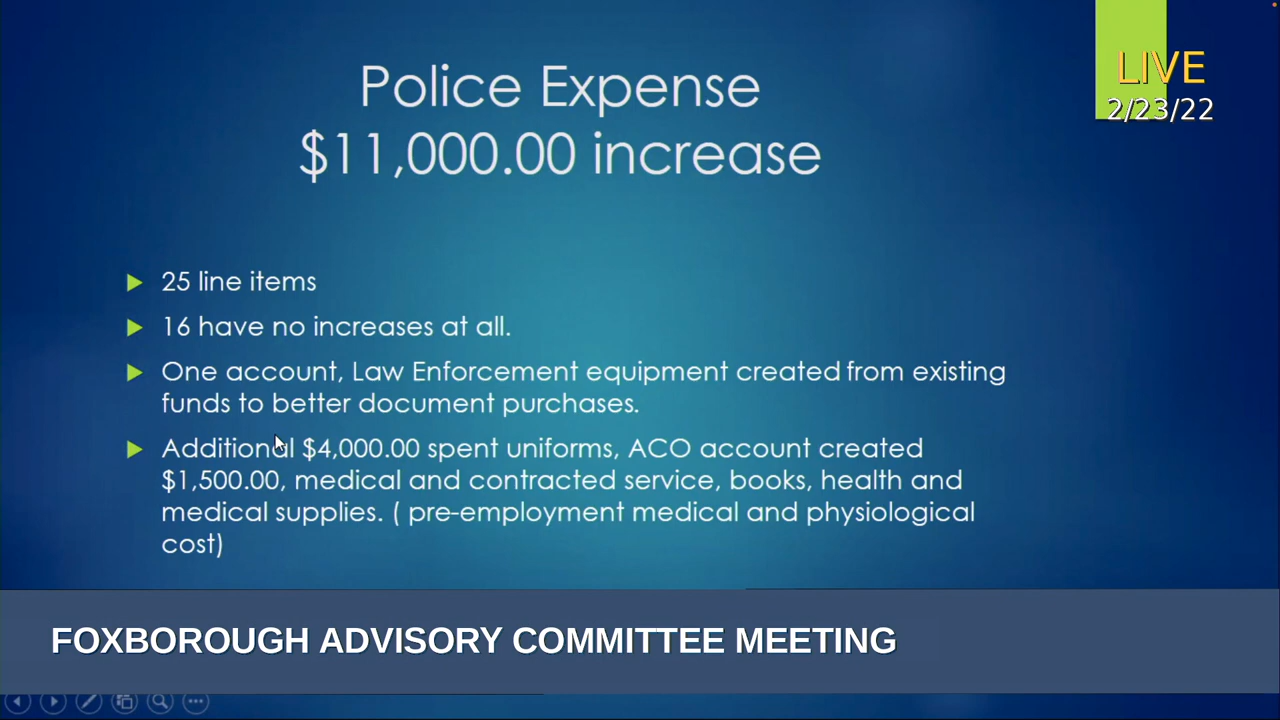 Police Expense
$11,000.00 increase
LIVE
2/23/22
25 line items
16 have no increases at all.
One account, Law Enforcement equipment created from existing
funds to better document purchases.
Additional $4,000.00 spent uniforms, ACO account created
$1,500.00, medical and contracted service, books, health and
medical supplies. ( pre-employment medical and physiological
cost)
FOXBOROUGH ADVISORY COMMITTEE MEETING